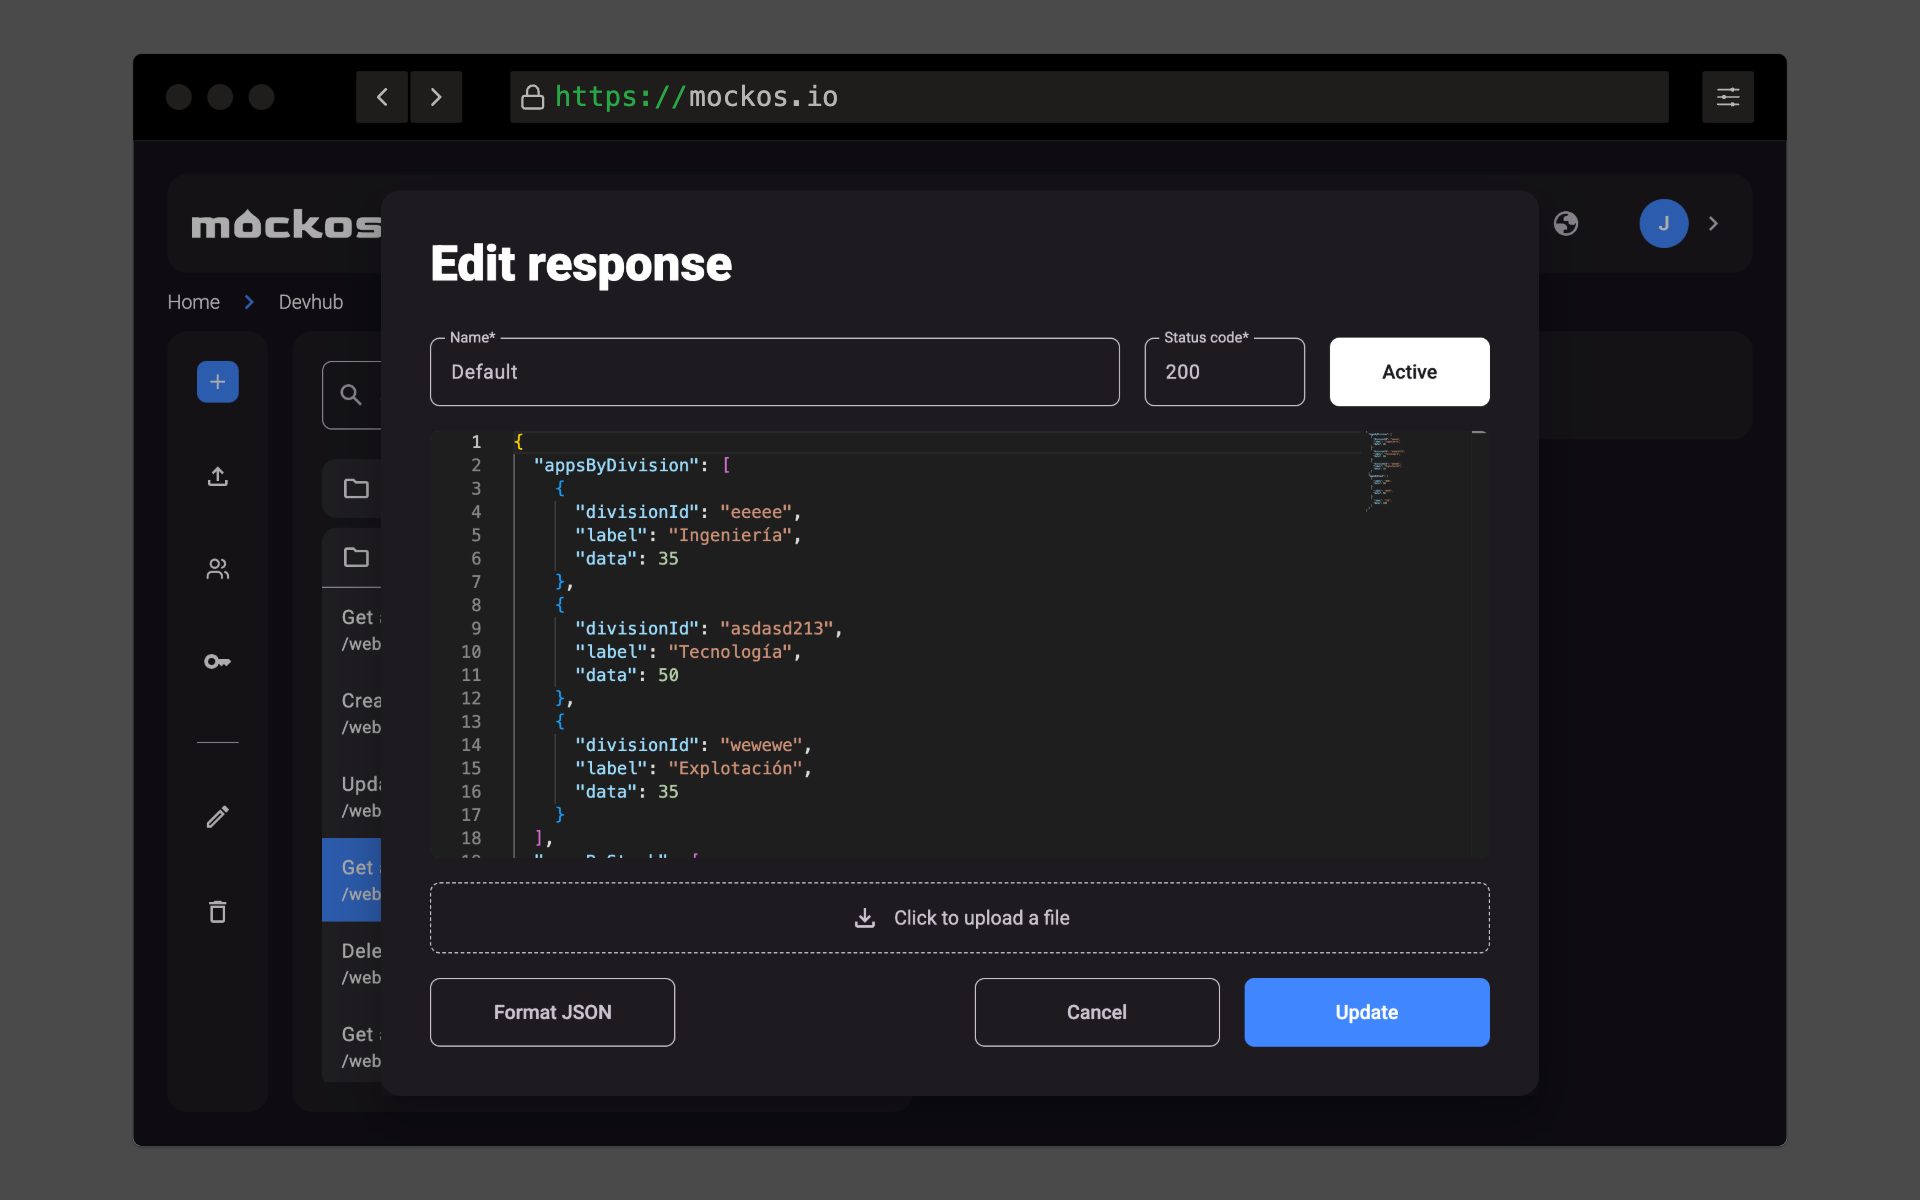 https://mockos.io
mockos
J
Home
Devhub
Edit response
Name*
Default
Status code*
200
Active
1 {
2 "appsByDivision": [
3 {
4 "divisionId": "eeeee",
5 "label": "Ingeniería",
6 "data": 35
7 },
8 {
9 "divisionId": "asdasd213",
10 "label": "Tecnología",
11 "data": 50
12 },
13 {
14 "divisionId": "wewewe",
15 "label": "Explotación",
16 "data": 35
17 }
18 ],
Get
/web
Crea
/web
Upda
/web
Get
/web
Dele
/web
Get
/web
Click to upload a file
Format JSON
Cancel
Update